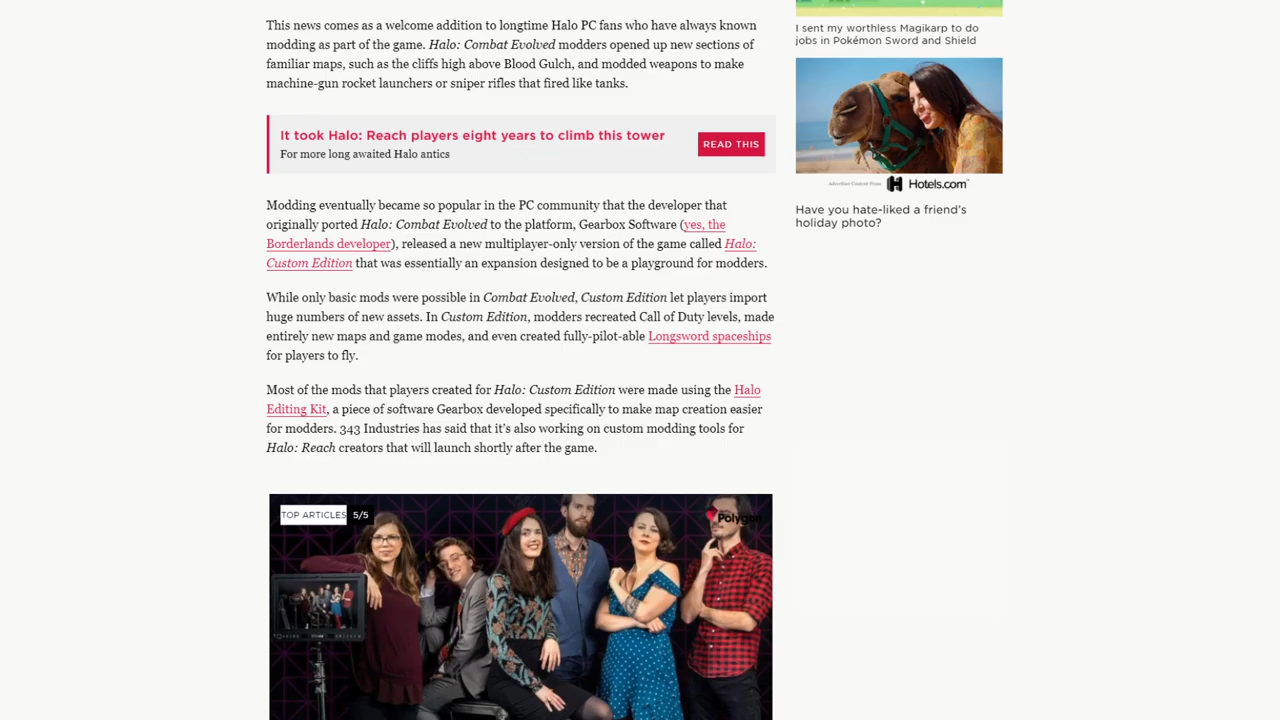 This news comes as a welcome addition to longtime Halo PC fans who have always known
modding as part of the game. Halo: Combat Evolved modders opened up new sections of
familiar maps, such as the cliffs high above Blood Gulch, and modded weapons to make
machine-gun rocket launchers or sniper rifles that fired like tanks.
It took Halo: Reach players eight years to climb this tower
For more long awaited Halo antics
READ THIS
Modding eventually became so popular in the PC community that the developer that
originally ported Halo: Combat Evolved to the platform, Gearbox Software (yes, the
Borderlands developer), released a new multiplayer-only version of the game called Halo:
Custom Edition that was essentially an expansion designed to be a playground for modders.
While only basic mods were possible in Combat Evolved, Custom Edition let players import
huge numbers of new assets. In Custom Edition, modders recreated Call of Duty levels, made
entirely new maps and game modes, and even created fully-pilot-able Longsword spaceships
for players to fly.
Most of the mods that players created for Halo: Custom Edition were made using the Halo
Editing Kit, a piece of software Gearbox developed specifically to make map creation easier
for modders. 343 Industries has said that it's also working on custom modding tools for
Halo: Reach creators that will launch shortly after the game.
TOP ARTICLES 5/5
Polygon
I sent my worthless Magikarp to do
jobs in Pokémon Sword and Shield
Advertiser Content From
Hotels.com™
Have you hate-liked a friend's
holiday photo?